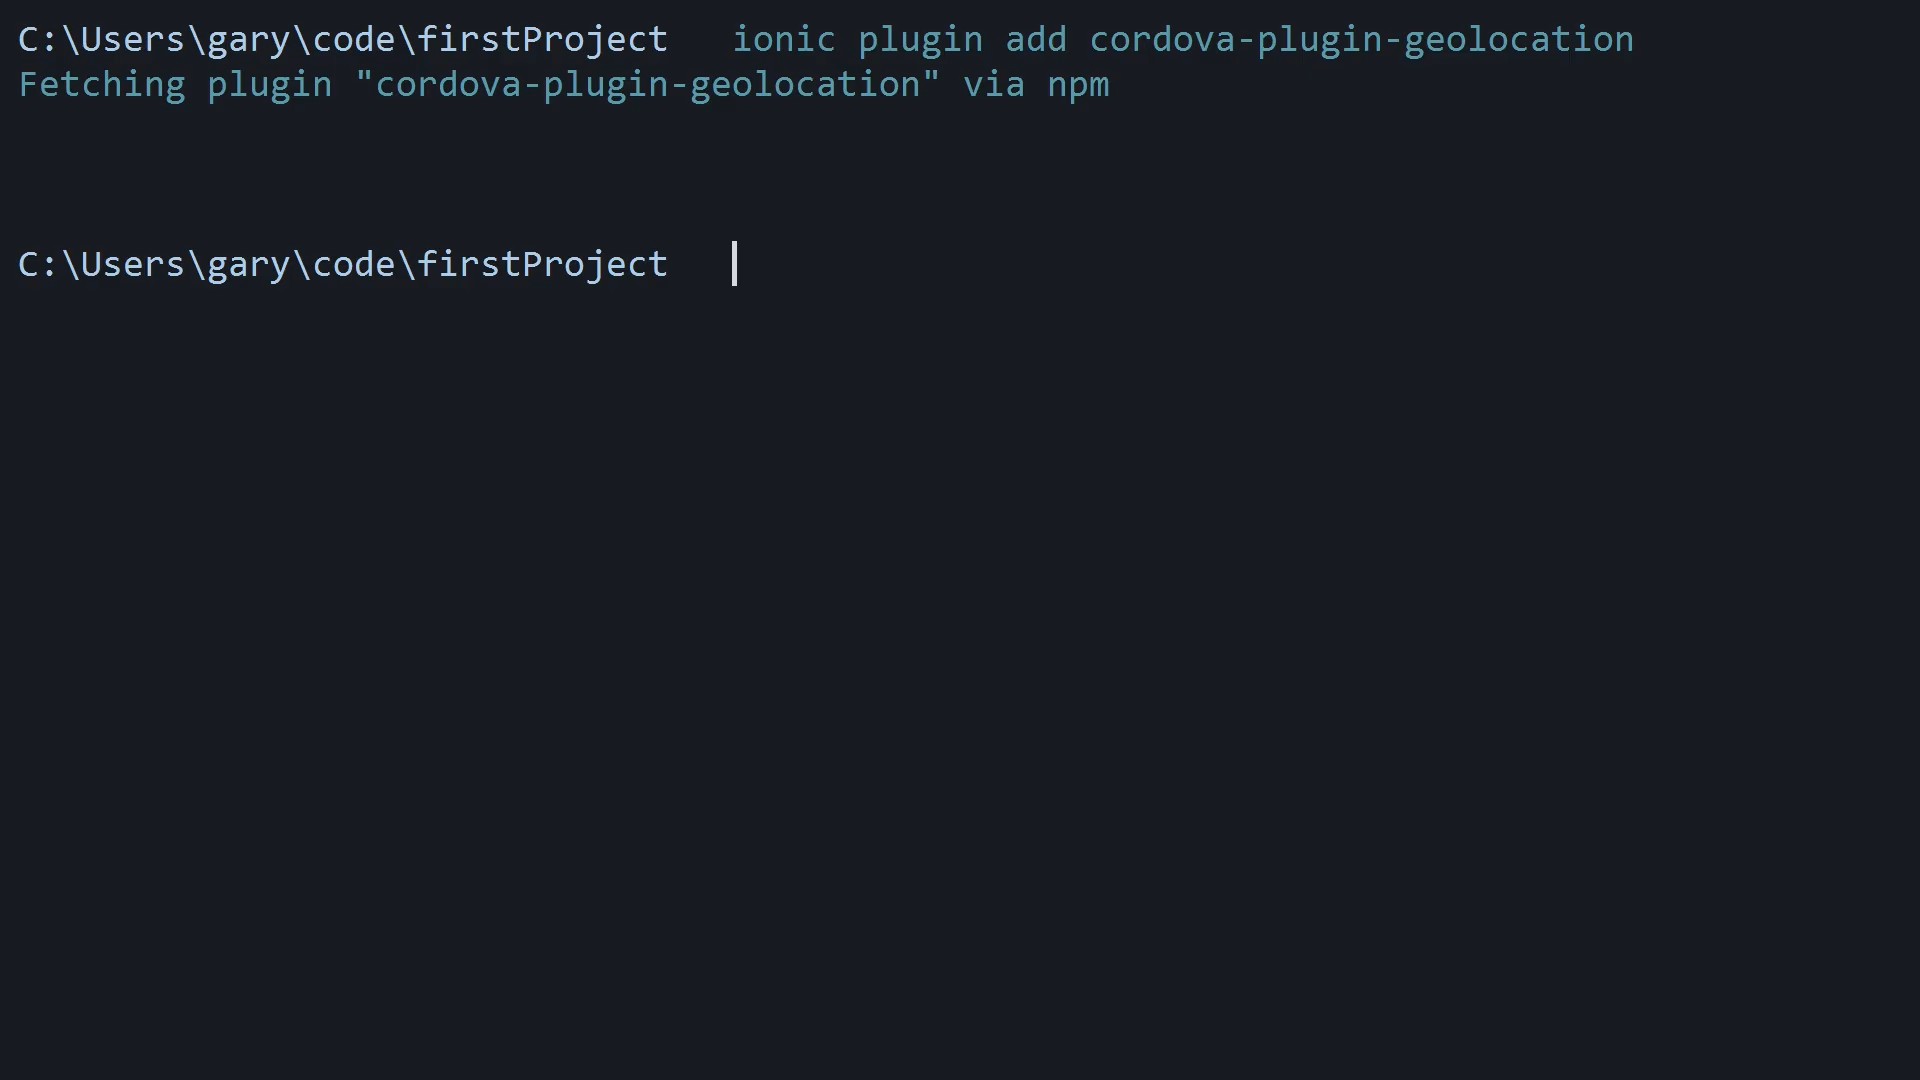 C:\Users\gary\code\firstProject   ionic plugin add cordova-plugin-geolocation
Fetching plugin "cordova-plugin-geolocation" via npm
C:\Users\gary\code\firstProject